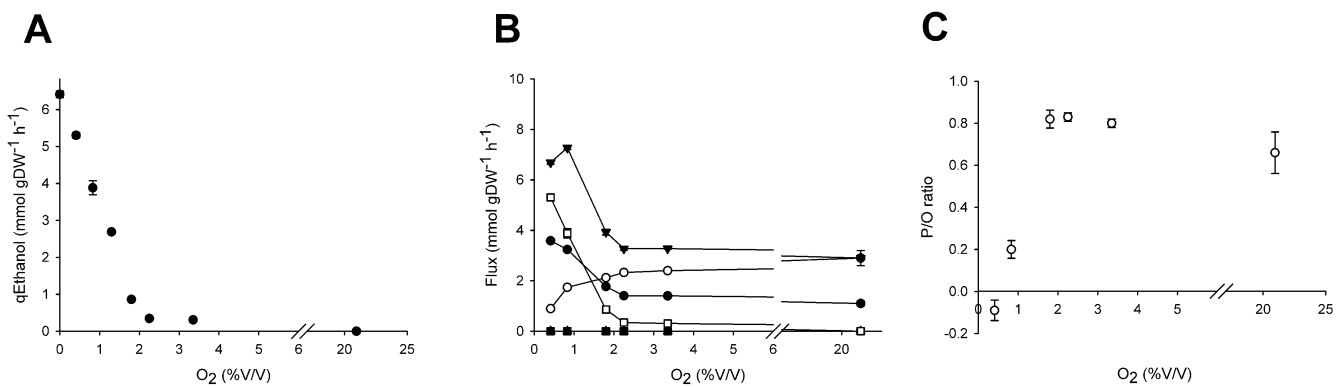 A
qEthanol (mmol gDW⁻¹ h⁻¹)
6
5
4
3
2
1
0
0 1 2 3 4 5 6 20 25
O₂ (%V/V)
B
Flux (mmol gDW⁻¹ h⁻¹)
10
8
6
4
2
0
0 1 2 3 4 5 6 20
O₂ (%V/V)
C
P/O ratio
1.0
0.8
0.6
0.4
0.2
0.0
-0.2
1 2 3 4 5 20 25
O₂ (%V/V)